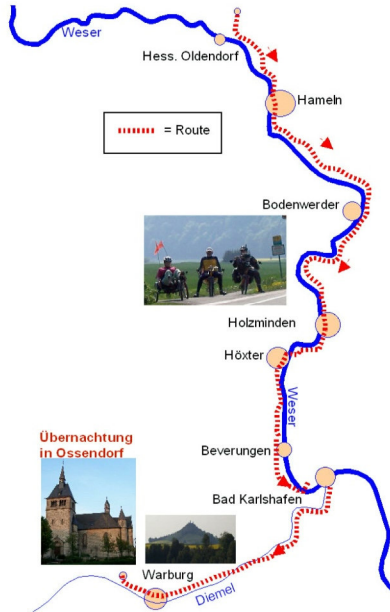 Weser
Hess. Oldendorf
Hameln
= Route
Bodenwerder
Holzminden
Höxter
Weser
Übernachtung
in Ossendorf
Beverungen
Bad Karlshafen
Warburg
Diemel